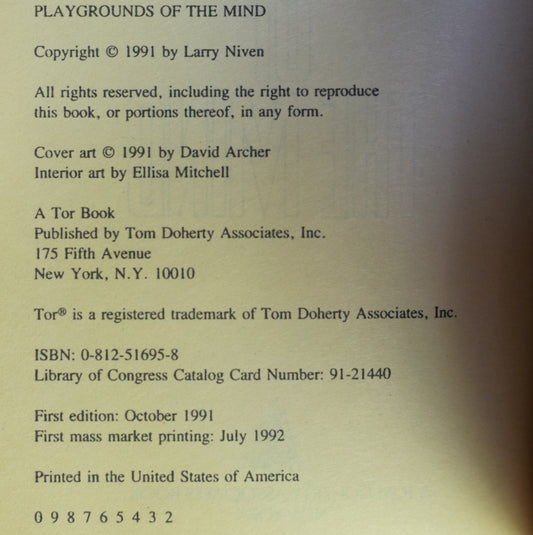 PLAYGROUNDS OF THE MIND
Copyright © 1991 by Larry Niven
All rights reserved, including the right to reproduce
this book, or portions thereof, in any form.
Cover art © 1991 by David Archer
Interior art by Ellisa Mitchell
A Tor Book
Published by Tom Doherty Associates, Inc.
175 Fifth Avenue
New York, N.Y. 10010
Tor® is a registered trademark of Tom Doherty Associates, Inc.
ISBN: 0-812-51695-8
Library of Congress Catalog Card Number: 91-21440
First edition: October 1991
First mass market printing: July 1992
Printed in the United States of America
0 9 8 7 6 5 4 3 2